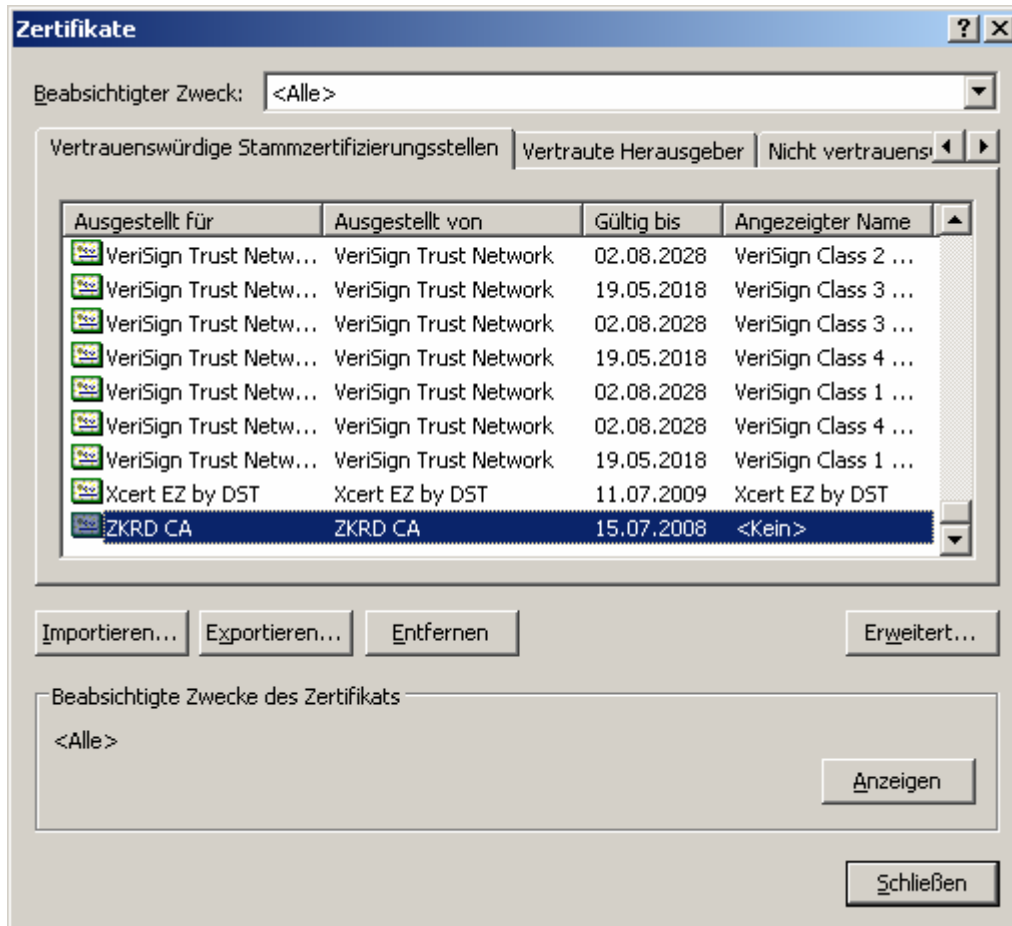 Zertifikate
Beabsichtigter Zweck: <Alle>
Vertrauenswürdige Stammzertifizierungsstellen Vertraute Herausgeber Nicht vertrauens
Ausgestellt für Ausgestellt von Gültig bis Angezeigter Name
VeriSign Trust Netw... VeriSign Trust Network 02.08.2028 VeriSign Class 2 ...
VeriSign Trust Netw... VeriSign Trust Network 19.05.2018 VeriSign Class 3 ...
VeriSign Trust Netw... VeriSign Trust Network 02.08.2028 VeriSign Class 3 ...
VeriSign Trust Netw... VeriSign Trust Network 19.05.2018 VeriSign Class 4 ...
VeriSign Trust Netw... VeriSign Trust Network 02.08.2028 VeriSign Class 1 ...
VeriSign Trust Netw... VeriSign Trust Network 02.08.2028 VeriSign Class 4 ...
VeriSign Trust Netw... VeriSign Trust Network 19.05.2018 VeriSign Class 1 ...
Xcert EZ by DST Xcert EZ by DST 11.07.2009 Xcert EZ by DST
ZKRD CA ZKRD CA 15.07.2008 <Kein>
Importieren... Exportieren... Entfernen Erweitert...
Beabsichtigte Zwecke des Zertifikats
<Alle>
Anzeigen
Schließen